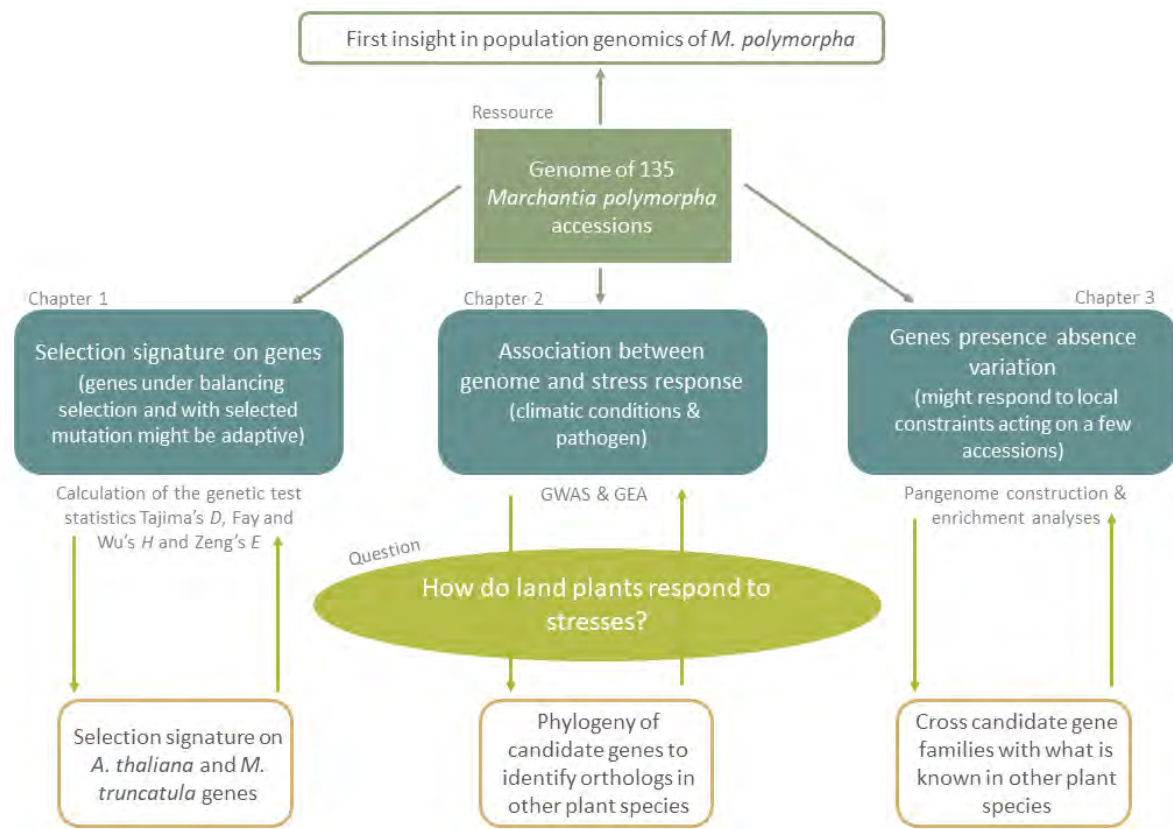 First insight in population genomics of M. polymorpha
Ressource
Genome of 135
Marchantia polymorpha
accessions
Chapter 1
Selection signature on genes
(genes under balancing
selection and with selected
mutation might be adaptive)
Calculation of the genetic test
statistics Tajima's D, Fay and
Wu's H and Zeng's E
Chapter 2
Association between
genome and stress response
(climatic conditions &
pathogen)
GWAS & GEA
Chapter 3
Genes presence absence
variation
(might respond to local
constraints acting on a few
accessions)
Pangenome construction &
enrichment analyses
Question
How do land plants respond to
stresses?
Selection signature on
A. thaliana and M.
truncatula genes
Phylogeny of
candidate genes to
identify orthologs in
other plant species
Cross candidate gene
families with what is
known in other plant
species